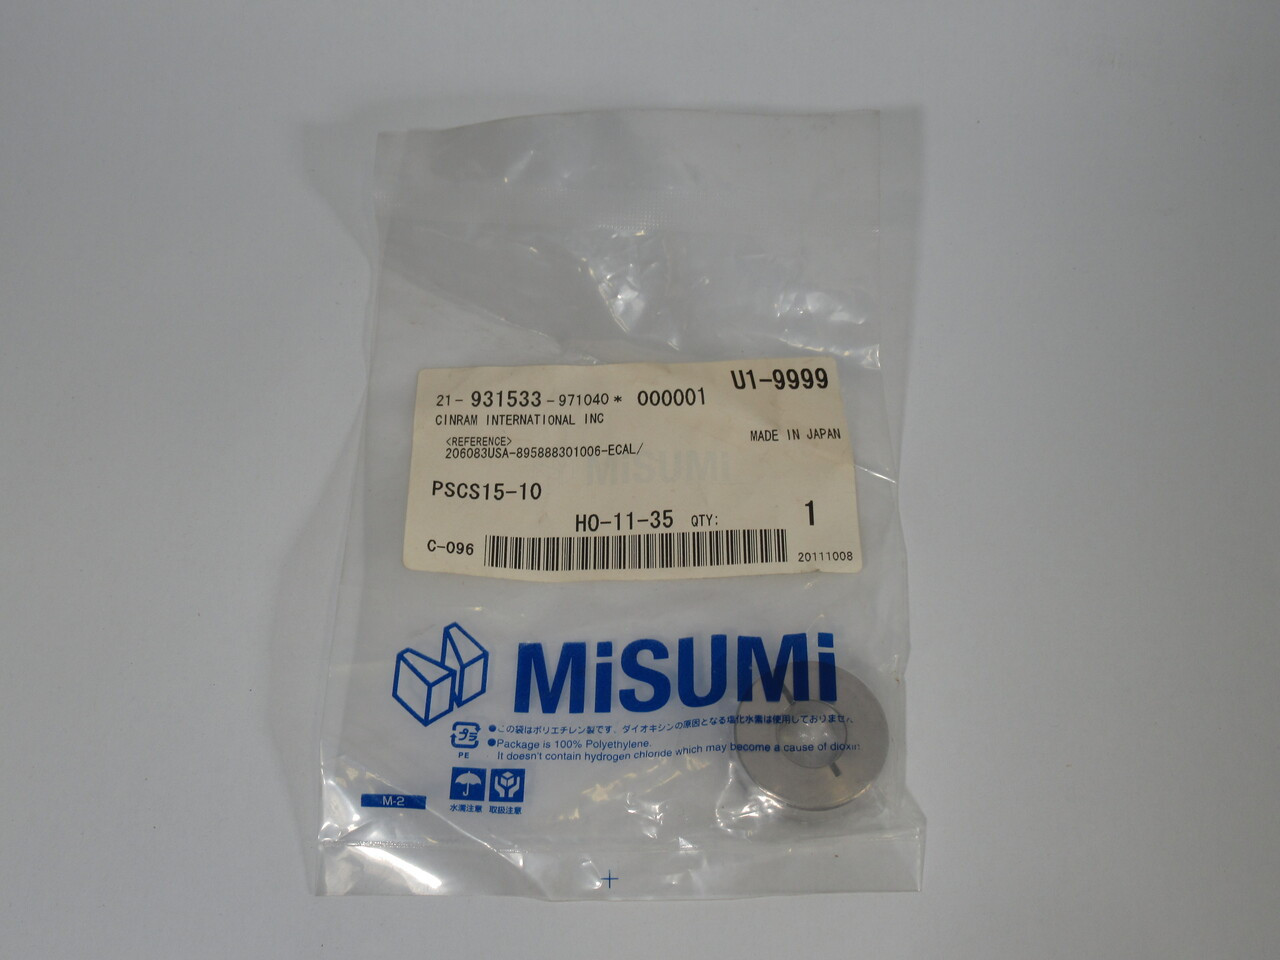 U1-9999
21-931533-971040* 000001
CINRAM INTERNATIONAL INC
<REFERENCE>
MADE IN JAPAN
206083USA-895888301006-ECAL/
MiSUMi
PSCS15-10
HO-11-35 QTY: 1
C-096
20111008
MiSUMi
プラ
PE
●この袋はポリエチレン製です。ダイオキシンの原因となる塩化水素は使用しておりません。
●Package is 100% Polyethylene.
It doesn't contain hydrogen chloride which may become a cause of dioxin.
M-2
水濡注意 取扱注意